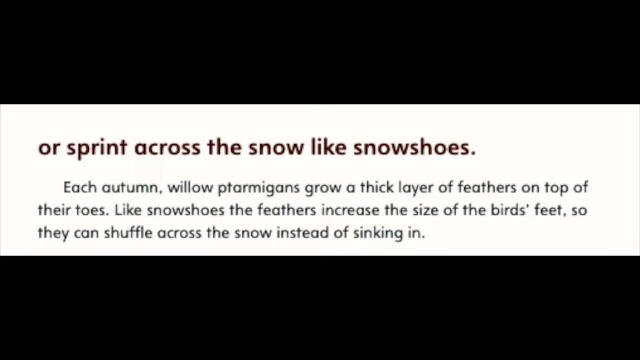 or sprint across the snow like snowshoes.
Each autumn, willow ptarmigans grow a thick layer of feathers on top of
their toes. Like snowshoes the feathers increase the size of the birds' feet, so
they can shuffle across the snow instead of sinking in.